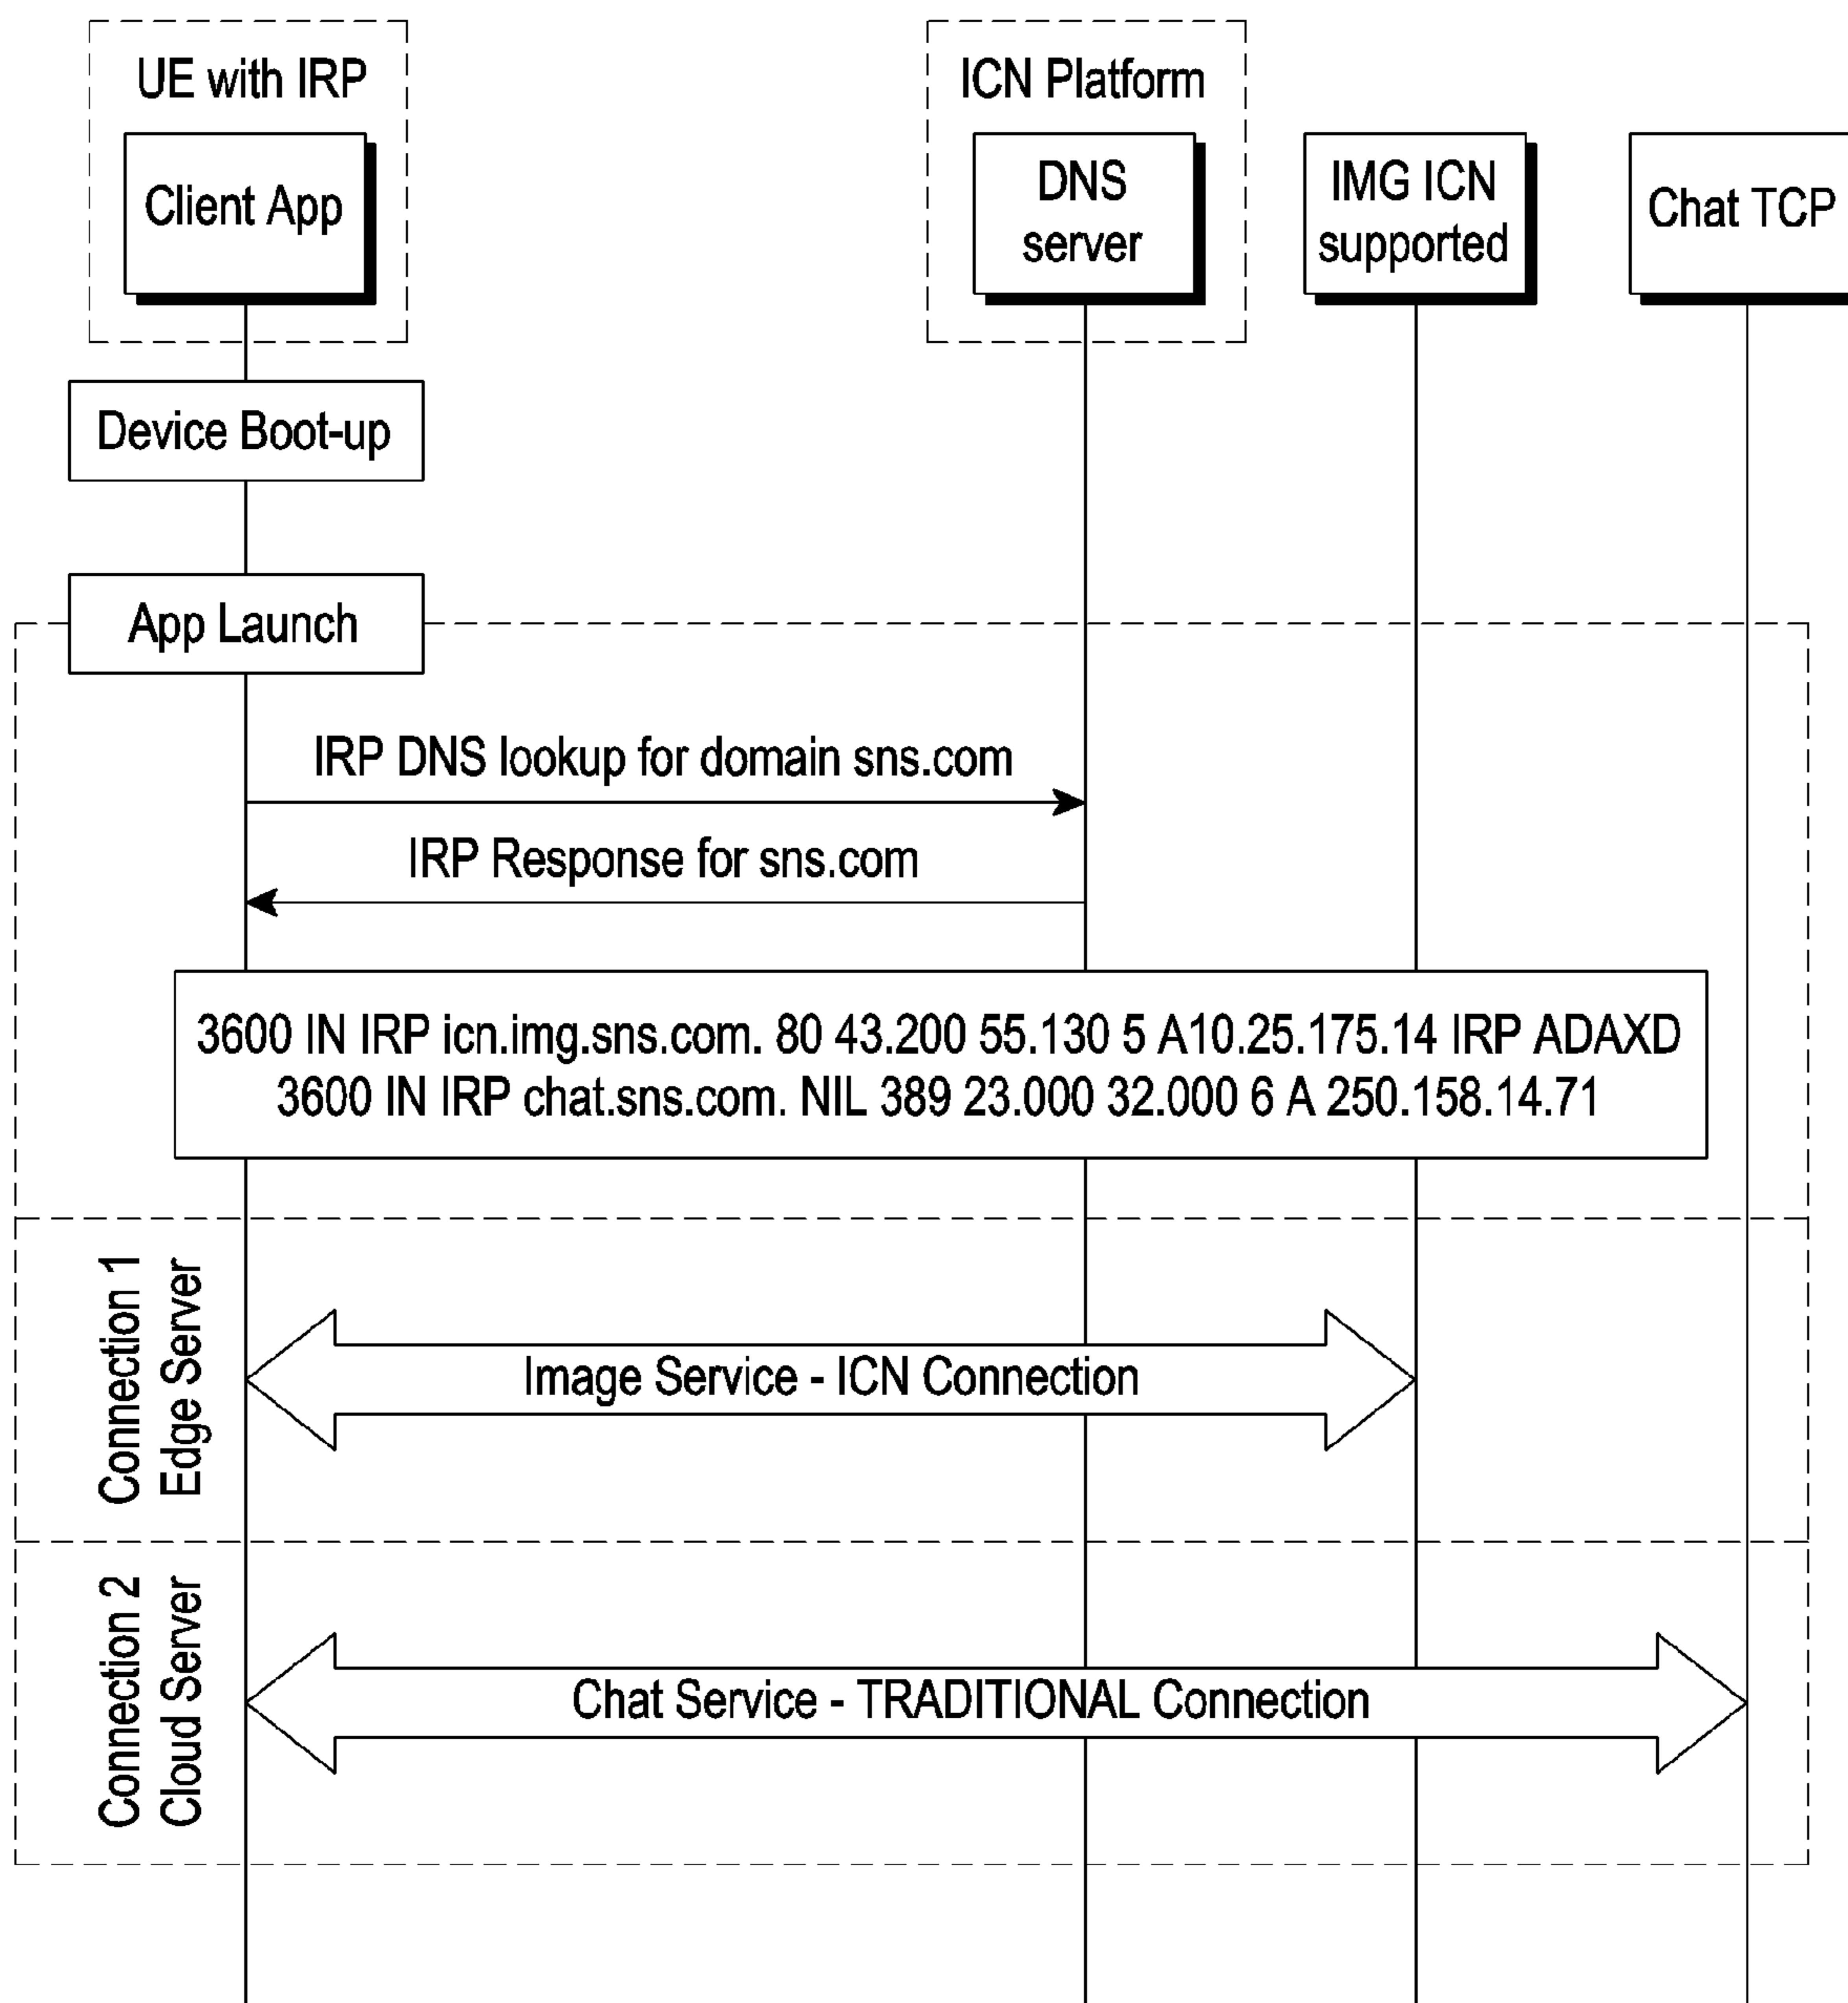 UE with IRP
Client App
ICN Platform
DNS
server
IMG ICN
supported
Chat TCP
Device Boot-up
App Launch
IRP DNS lookup for domain sns.com
IRP Response for sns.com
3600 IN IRP icn.img.sns.com. 80 43.200 55.130 5 A10.25.175.14 IRP ADAXD
3600 IN IRP chat.sns.com. NIL 389 23.000 32.000 6 A 250.158.14.71
Connection 1
Edge Server
Image Service - ICN Connection
Connection 2
Cloud Server
Chat Service - TRADITIONAL Connection